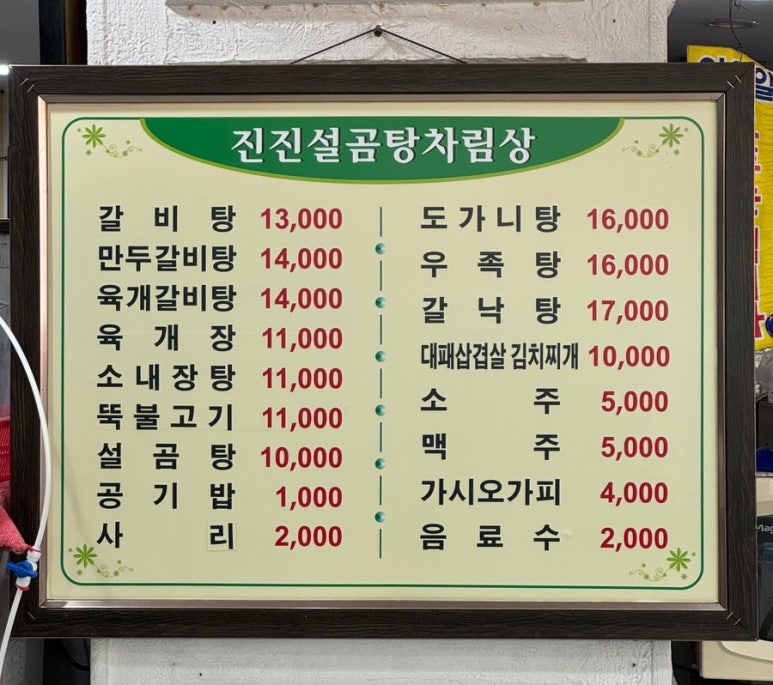 진진설곰탕차림상
갈비탕 13,000
만두갈비탕 14,000
육개갈비탕 14,000
육개장 11,000
소내장탕 11,000
뚝불고기 11,000
설곰탕 10,000
공기밥 1,000
사리 2,000
도가니탕 16,000
우족탕 16,000
갈낙탕 17,000
대패삼겹살 김치찌개 10,000
소주 5,000
맥주 5,000
가시오가피 4,000
음료수 2,000